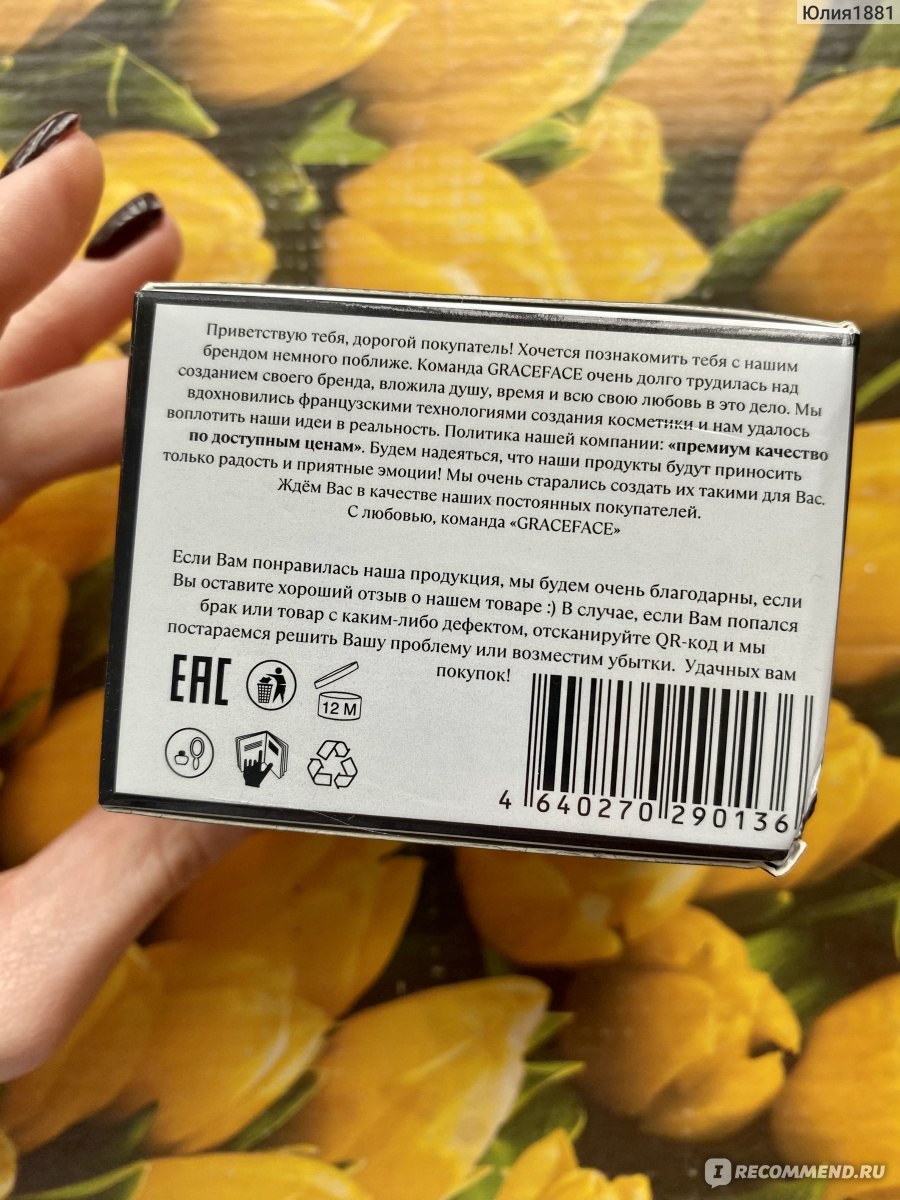 Юлия1881
Приветствую тебя, дорогой покупатель! Хочется познакомить тебя с нашим
брендом немного поближе. Команда GRACEFACE очень долго трудилась над
созданием своего бренда, вложила душу, время и всю свою любовь в это дело. Мы
вдохновились французскими технологиями создания косметики и нам удалось
воплотить наши идеи в реальность. Политика нашей компании: «премиум качество
по доступным ценам». Будем надеяться, что наши продукты будут приносить
только радость и приятные эмоции! Мы очень старались создать их такими для Вас.
Ждём Вас в качестве наших постоянных покупателей.
С любовью, команда «GRACEFACE»
Если Вам понравилась наша продукция, мы будем очень благодарны, если
Вы оставите хороший отзыв о нашем товаре :) В случае, если Вам попался
брак или товар с каким-либо дефектом, отсканируйте QR-код и мы
постараемся решить Вашу проблему или возместим убытки. Удачных вам
покупок!
EAC
12 M
4 640270 290136
IRECOMMEND.RU